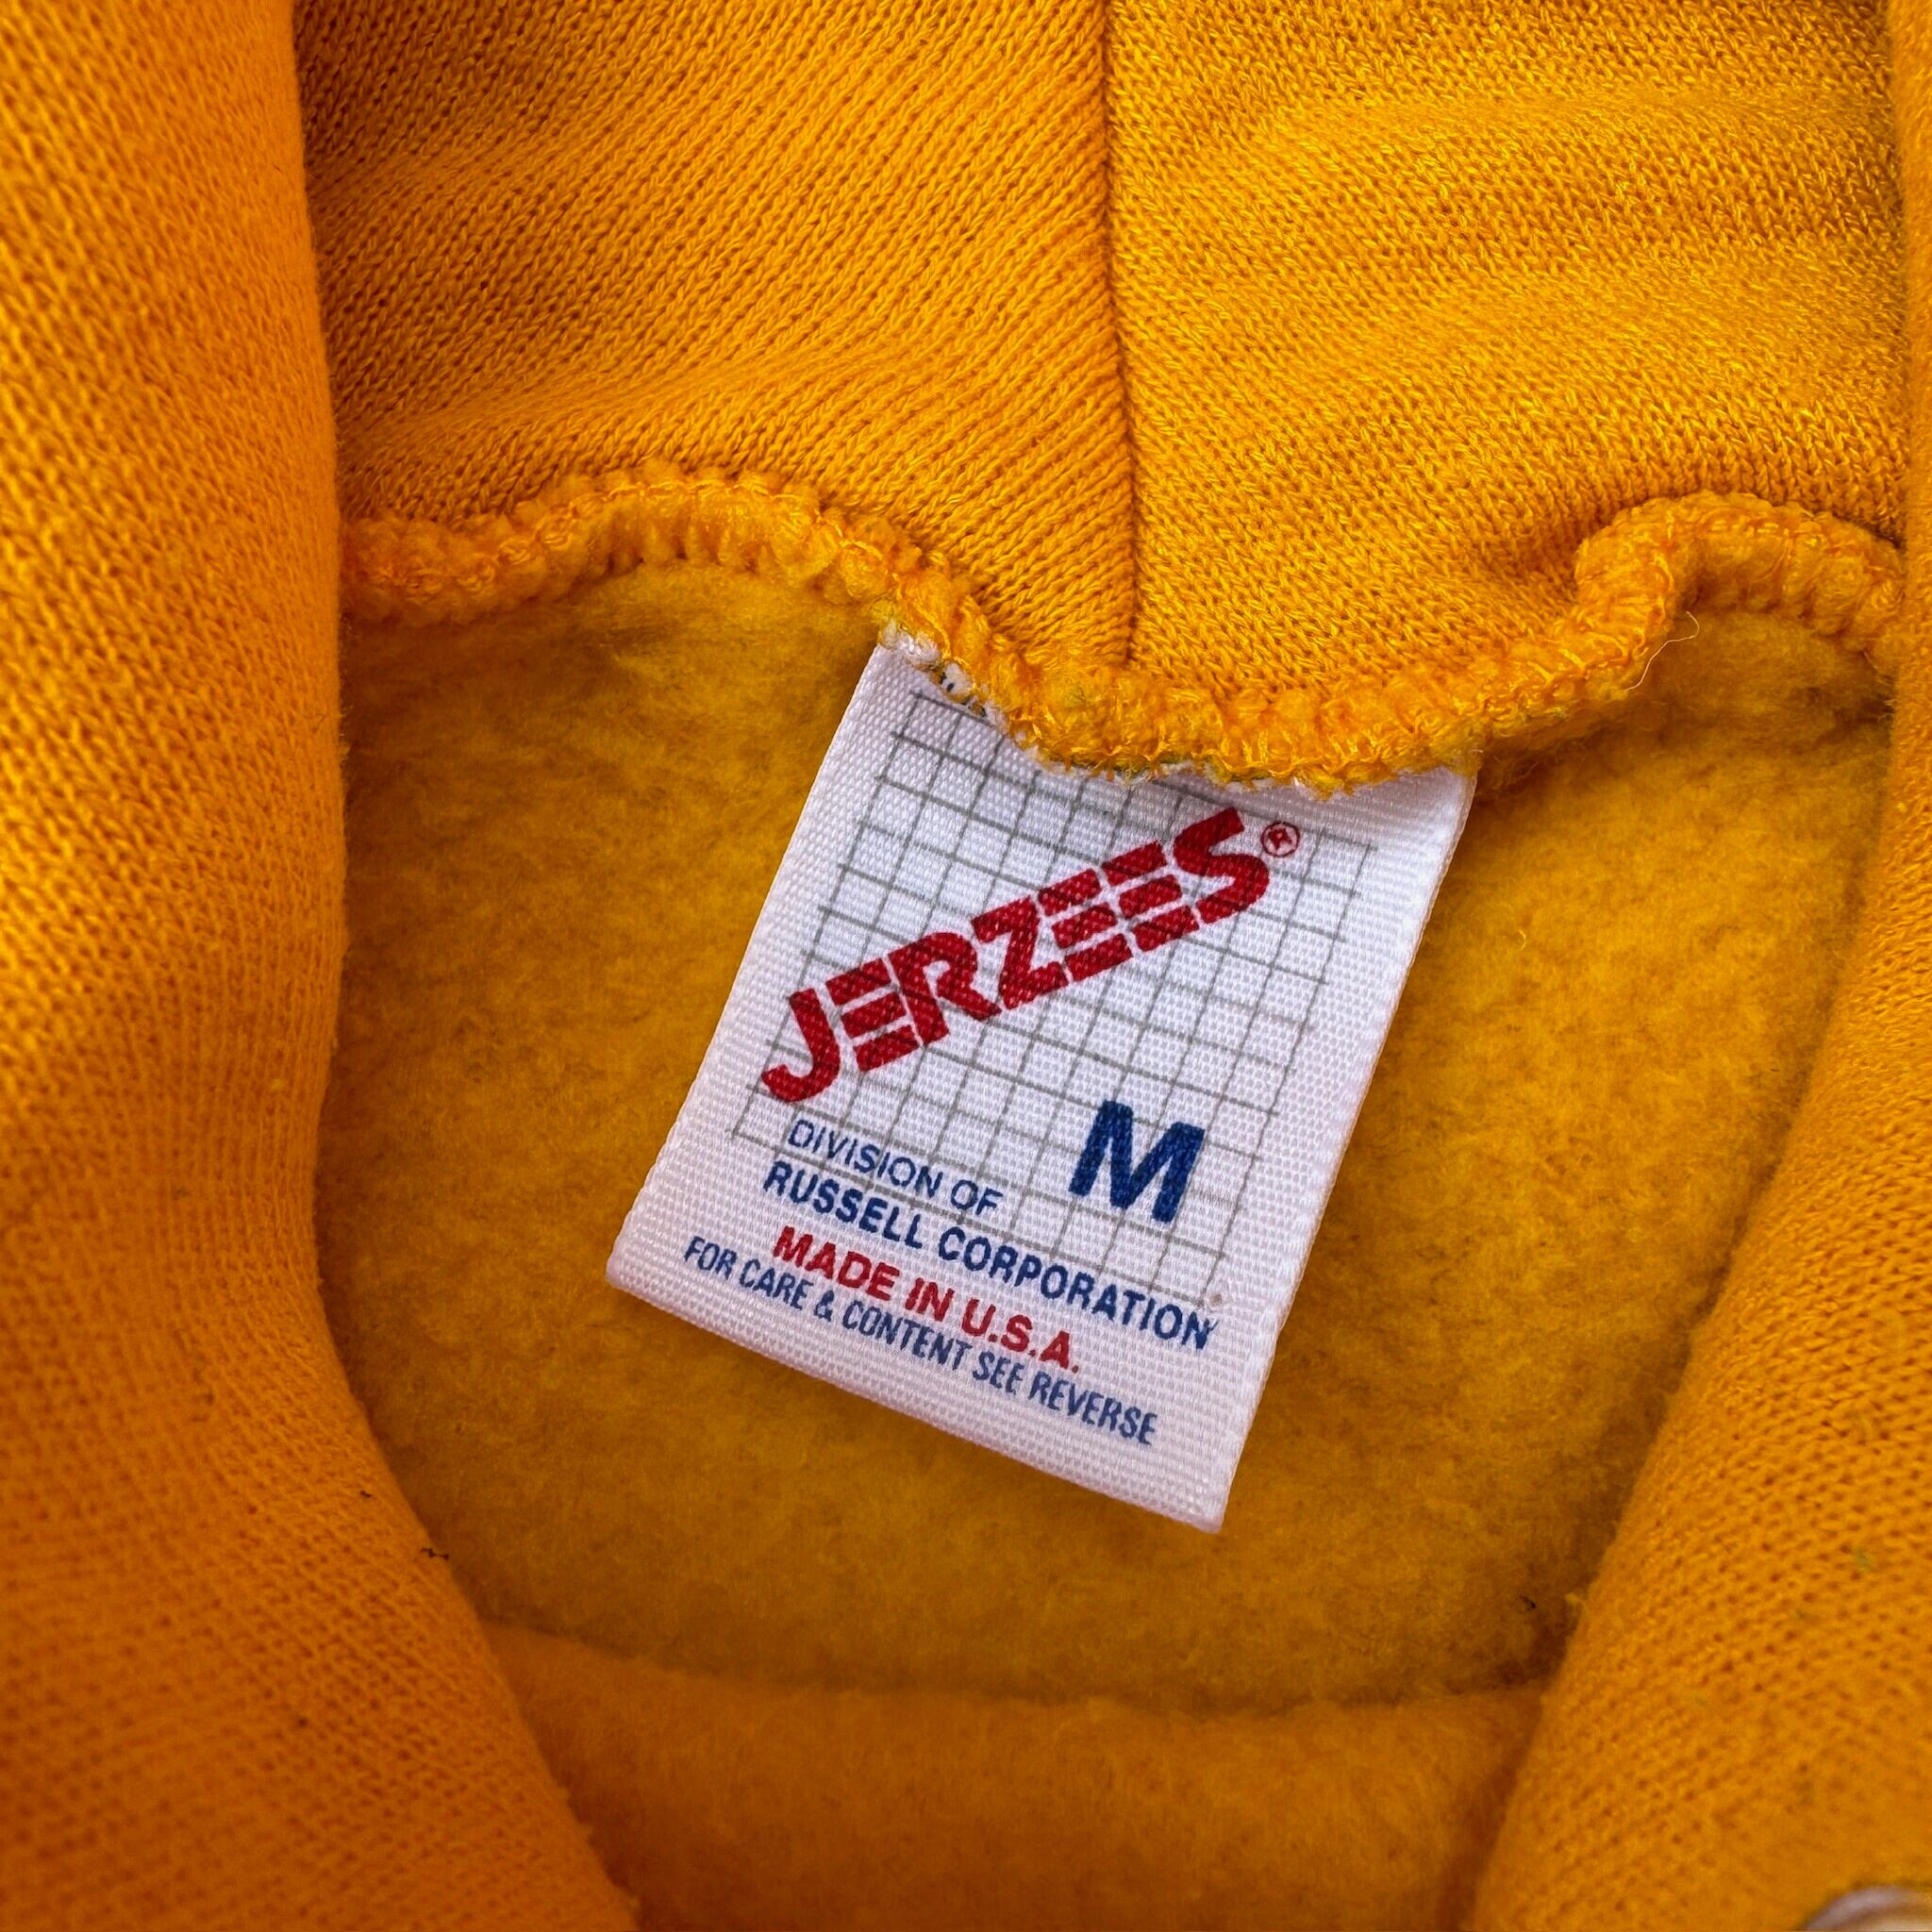 JERZEES®
M
DIVISION OF
RUSSELL CORPORATION
MADE IN U.S.A.
FOR CARE & CONTENT SEE REVERSE